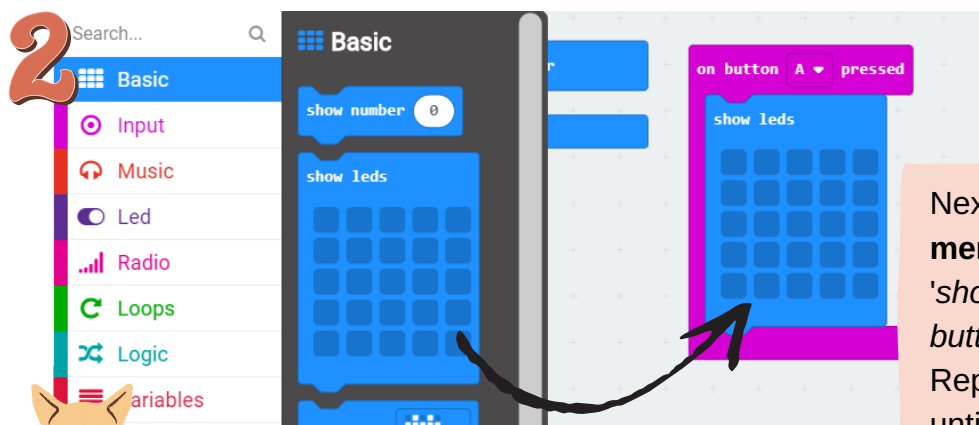 2
Search...
Basic
Input
Music
Led
Radio
Loops
Logic
ariables
Basic
show number 0
show leds
r
on button A pressed
show leds
Nex
mer
'sho
butt
Rep
unti